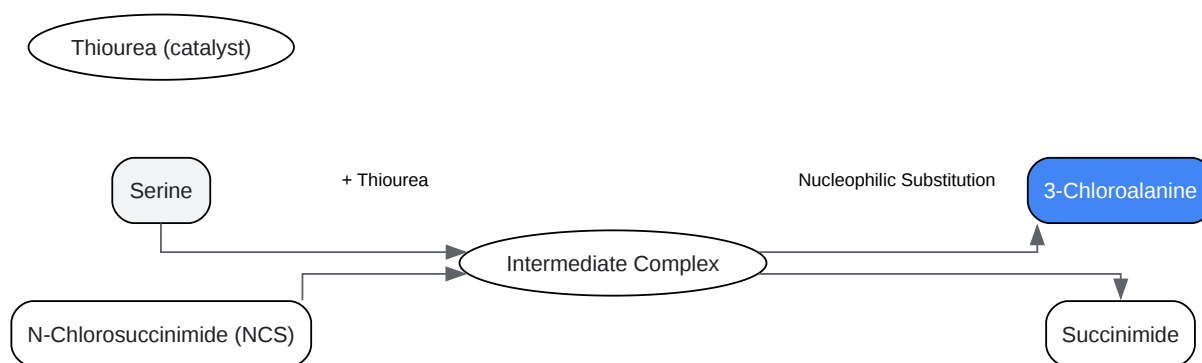 Thiourea (catalyst)
Serine
+ Thiourea
Nucleophilic Substitution
3-Chloroalanine
Intermediate Complex
N-Chlorosuccinimide (NCS)
Succinimide